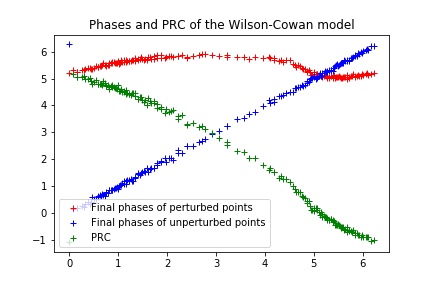 Phases and PRC of the Wilson-Cowan model
6
5
4
3
2
1
0
−1
Final phases of perturbed points
Final phases of unperturbed points
PRC
0 1 2 3 4 5 6